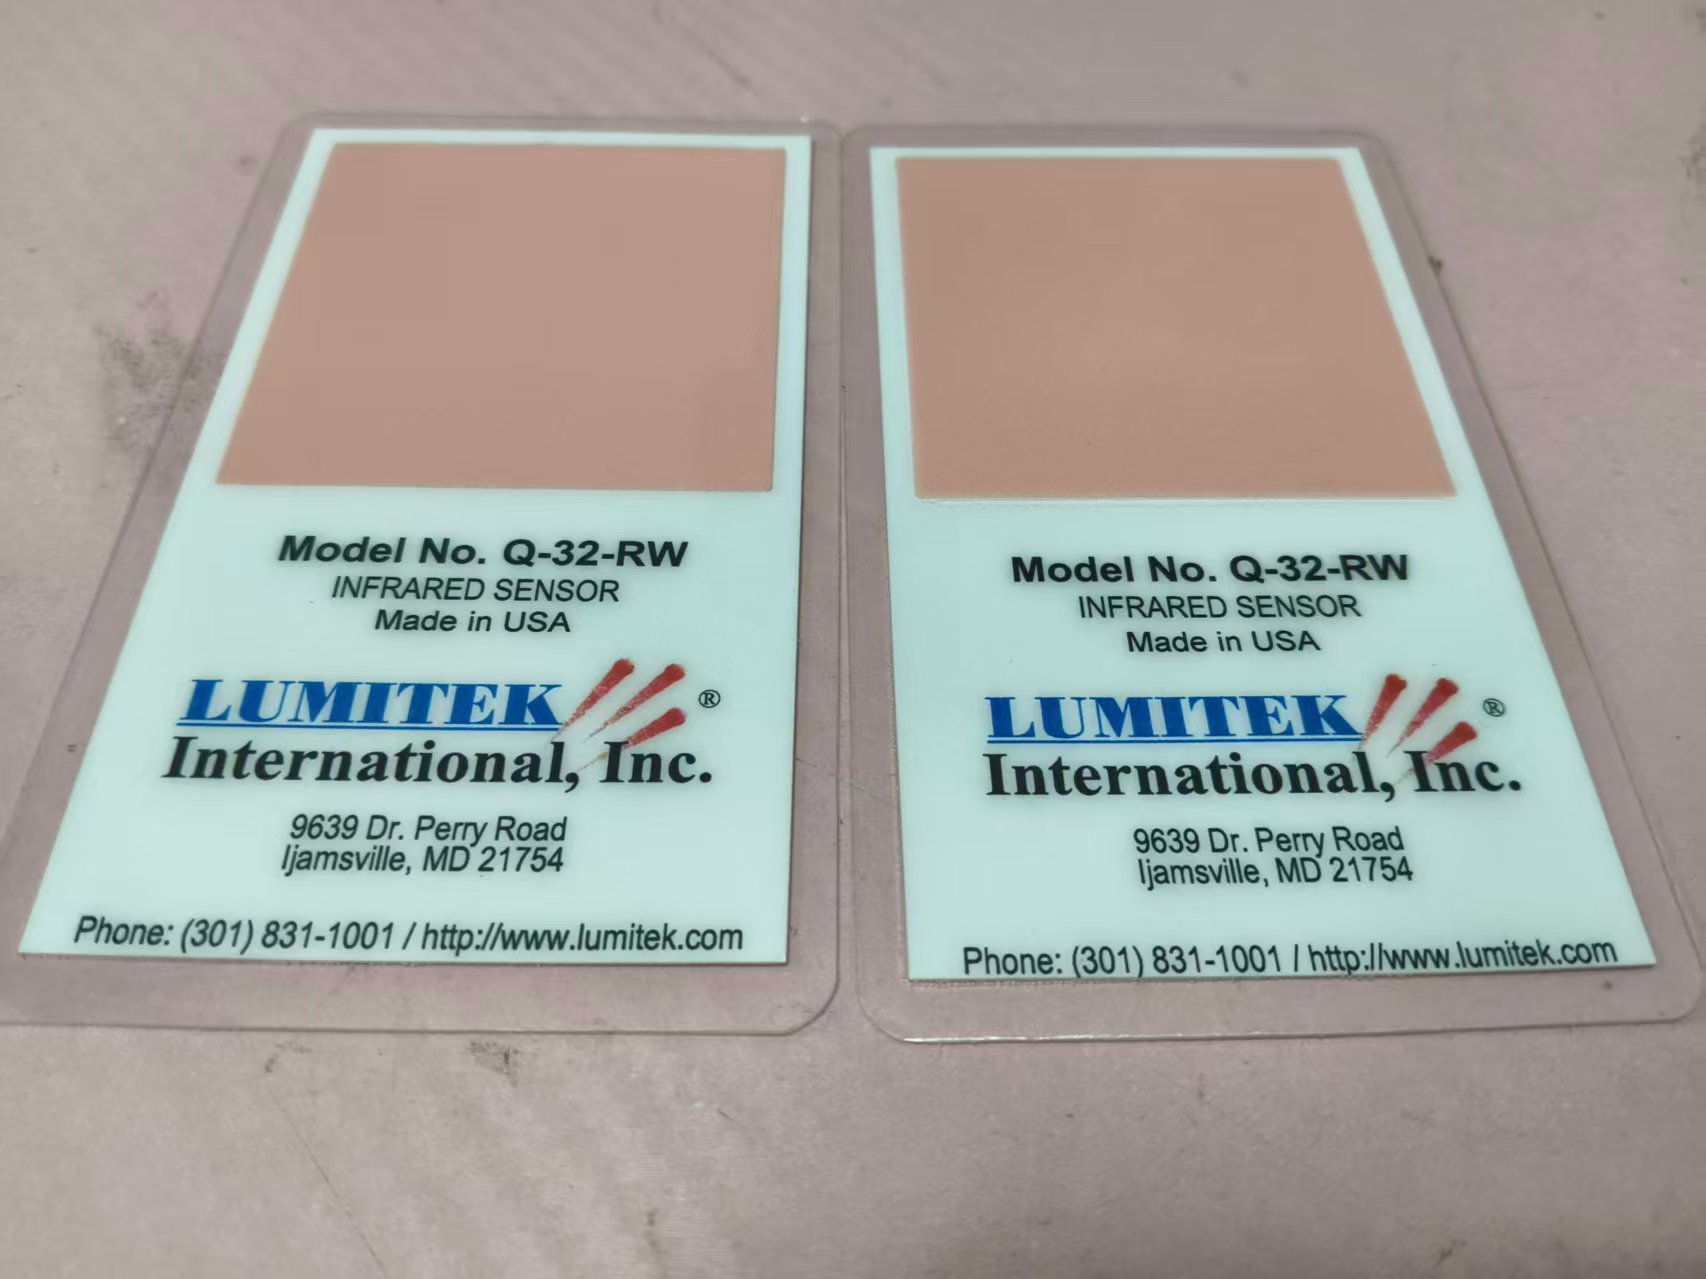 Model No. Q-32-RW
INFRARED SENSOR
Made in USA
LUMITEK ®
International, Inc.
9639 Dr. Perry Road
Ijamsville, MD 21754
Phone: (301) 831-1001 / http://www.lumitek.com
Model No. Q-32-RW
INFRARED SENSOR
Made in USA
LUMITEK ®
International, Inc.
9639 Dr. Perry Road
Ijamsville, MD 21754
Phone: (301) 831-1001 / http://www.lumitek.com